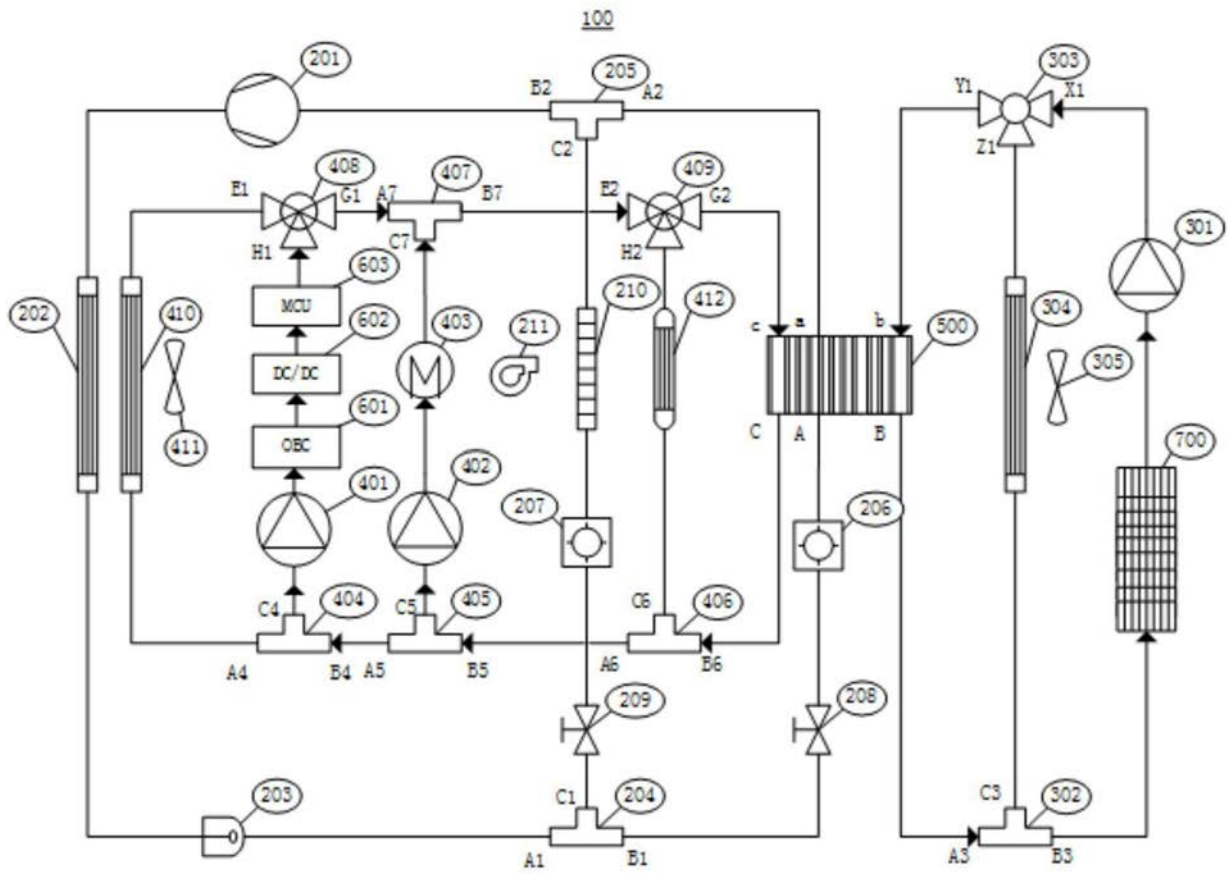 100
201
205
303
B2
A2
Y1
X1
C2
Z1
408
407
409
E1
G1
A7
B7
E2
G2
H1
C7
H2
301
603
202
410
MCU
210
412
602
403
211
c
a
b
500
304
DC/DC
305
601
411
OBC
C
A
B
700
401
402
207
206
C4
404
C5
405
C6
406
A4
B4
A5
B5
A6
B6
209
208
203
C1
204
C3
302
A1
B1
A3
B3